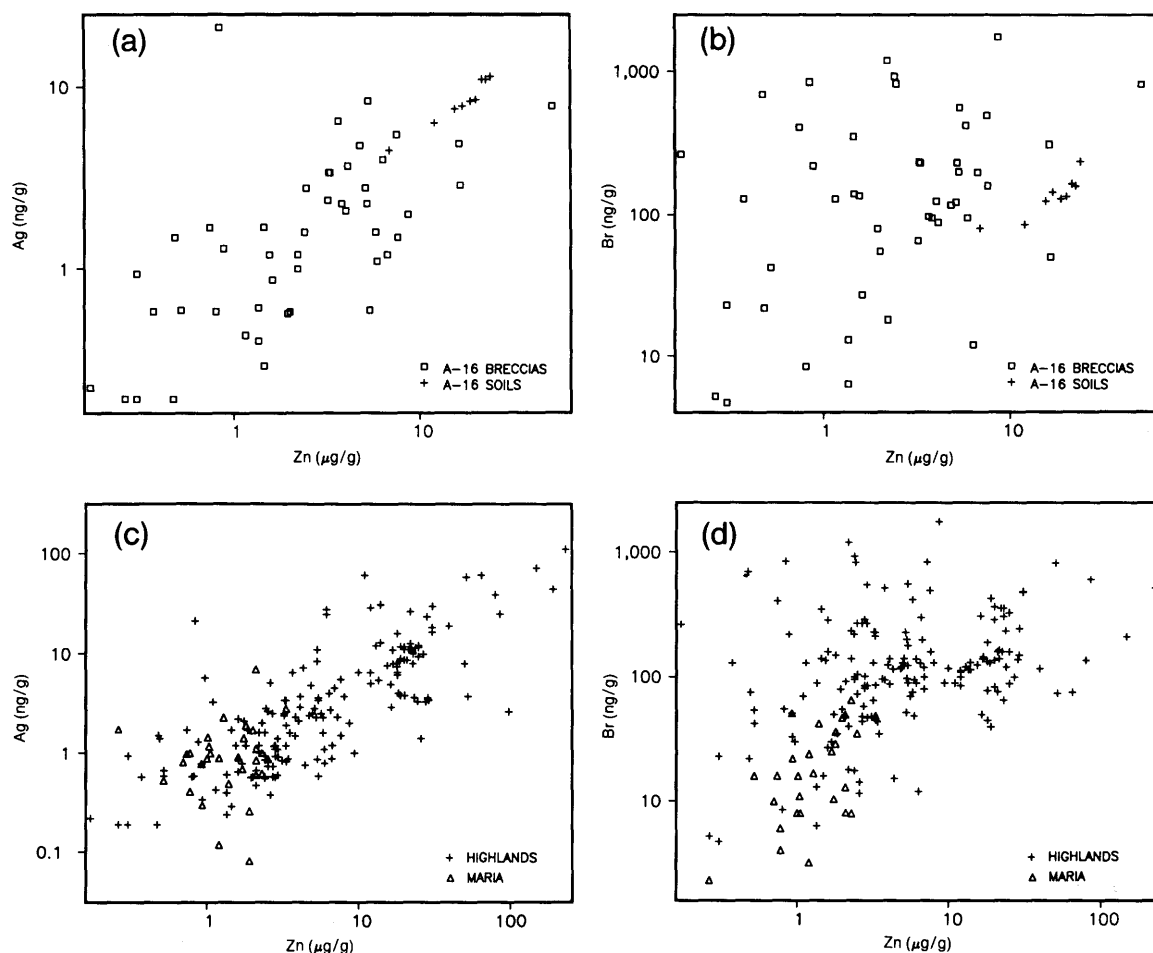 (a)
Ag (ng/g)
10
1
□ A-16 BRECCIAS
+ A-16 SOILS
1
10
Zn (μg/g)
(b)
Br (ng/g)
1,000
100
10
□ A-16 BRECCIAS
+ A-16 SOILS
1
10
Zn (μg/g)
(c)
Ag (ng/g)
100
10
1
0.1
+ HIGHLANDS
△ MARIA
1
10
100
Zn (μg/g)
(d)
Br (ng/g)
1,000
100
10
+ HIGHLANDS
△ MARIA
1
10
100
Zn (μg/g)